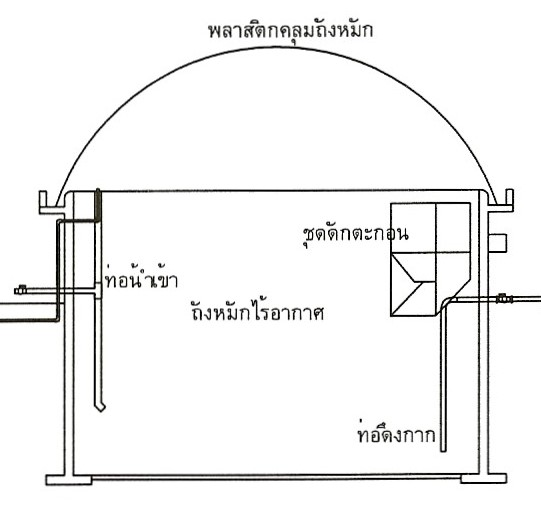 พลาสติกคลุมถังหมัก
ชุดดักตะกอน
ท่อน้ำเข้า
ถังหมักไร้อากาศ
ท่อดึงกาก